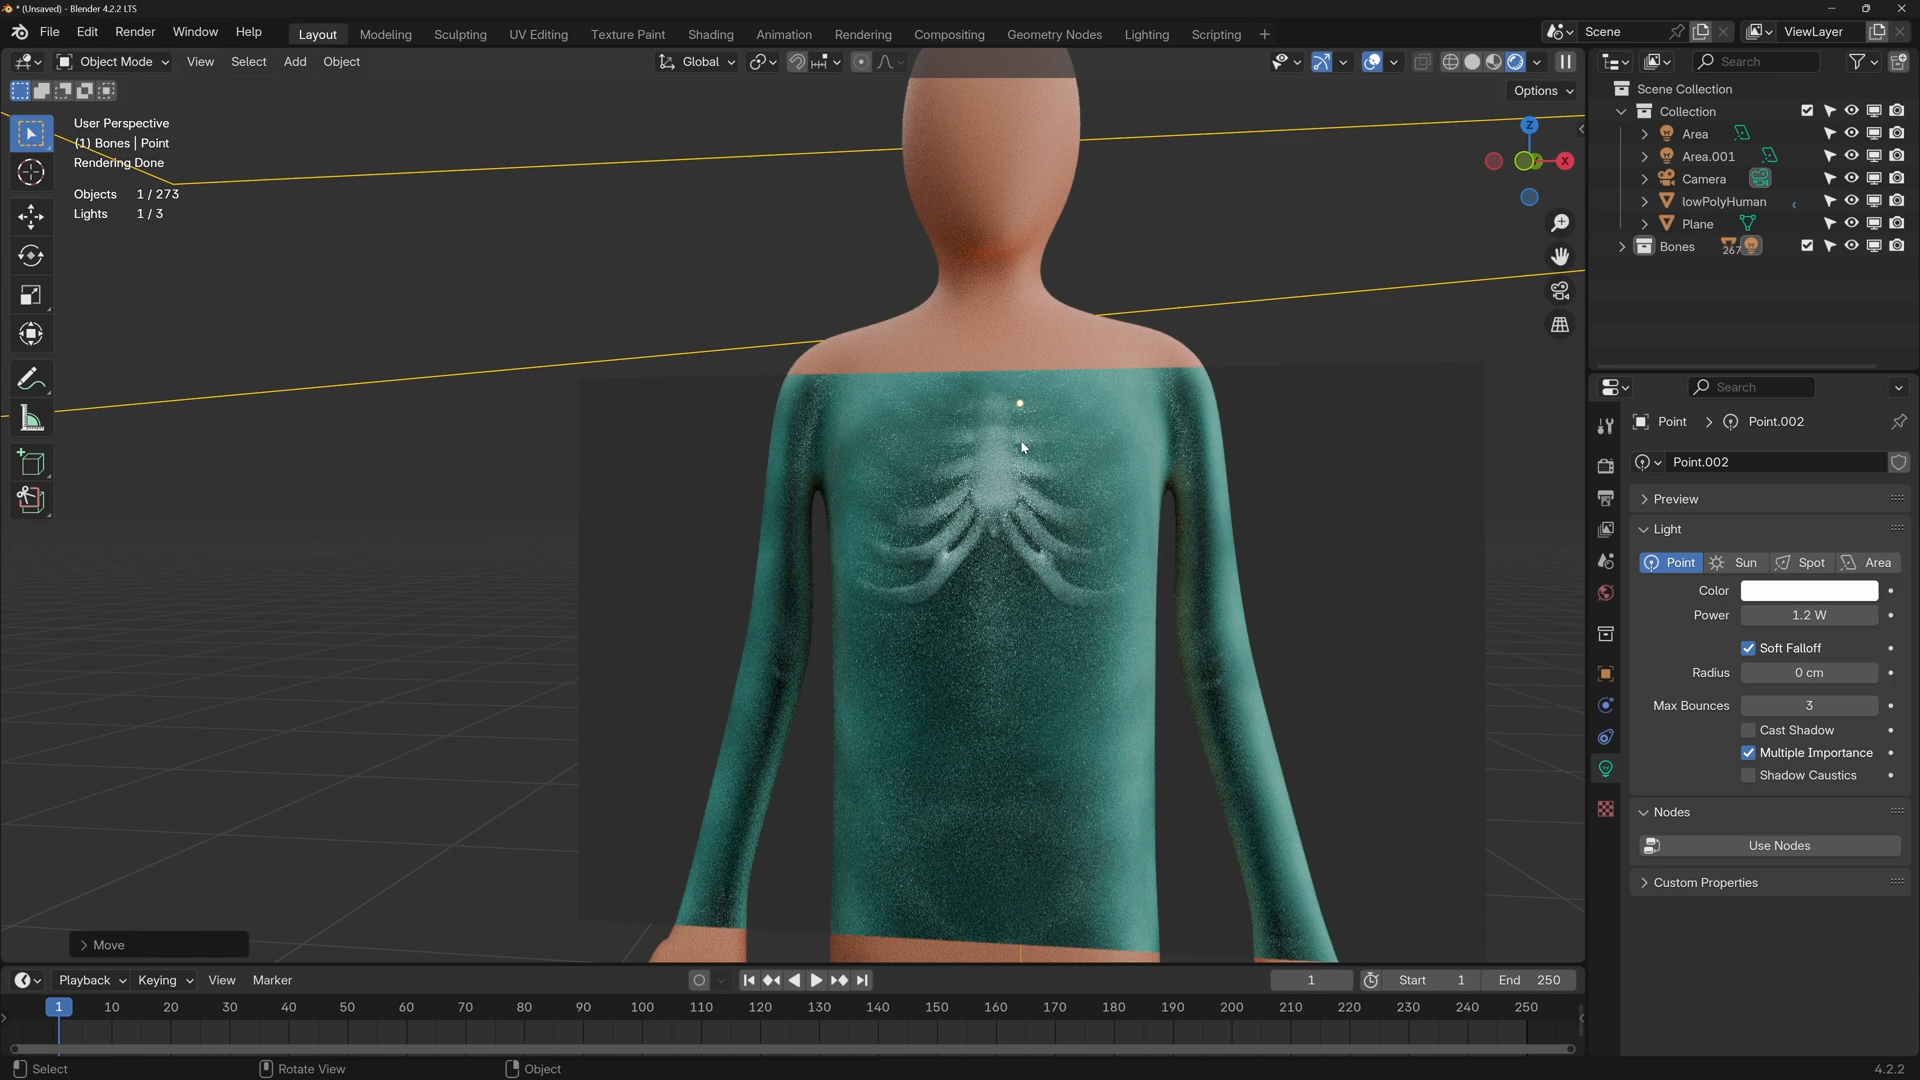 * (Unsaved) - Blender 4.2.2 LTS
File Edit Render Window Help Layout Modeling Sculpting UV Editing Texture Paint Shading Animation Rendering Compositing Geometry Nodes Lighting Scripting + Scene ViewLayer
Object Mode View Select Add Object Global Search
Options
User Perspective
(1) Bones | Point
Rendering Done
Objects 1 / 273
Lights 1 / 3
Z
X
Scene Collection
Collection
Area
Area.001
Camera
lowPolyHuman
Plane
Bones 267
Search
Point Point.002
Point.002
Preview
Light
Point Sun Spot Area
Color
Power 1.2 W
Soft Falloff
Radius 0 cm
Max Bounces 3
Cast Shadow
Multiple Importance
Shadow Caustics
Nodes
Use Nodes
Custom Properties
Move
Playback Keying View Marker 1 Start 1 End 250
1 10 20 30 40 50 60 70 80 90 100 110 120 130 140 150 160 170 180 190 200 210 220 230 240 250
Select Rotate View Object 4.2.2